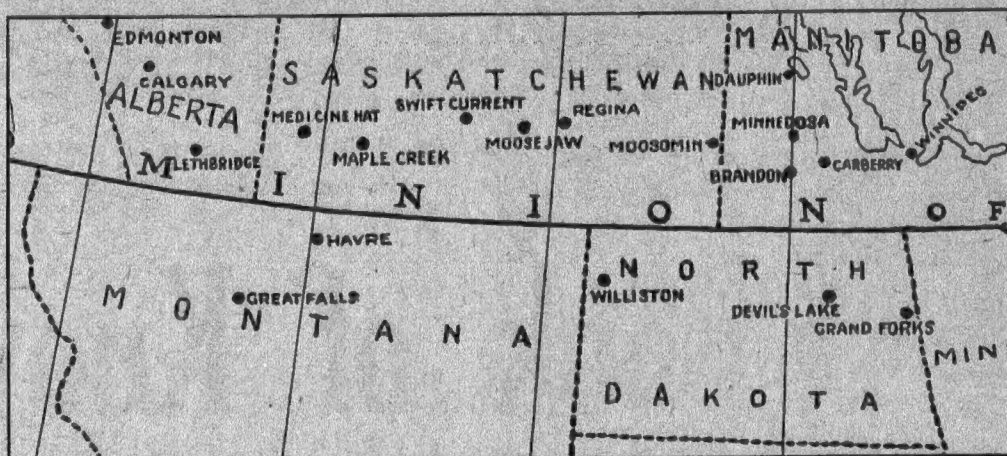 EDMONTON
MANITOBA
CALGARY
SASKATCHEWAN
DAUPHIN
ALBERTA
SWIFT CURRENT
REGINA
MEDICINE HAT
MOOSEJAW
MINNEDOSA
WINNIPEG
MAPLE CREEK
MOOSOMIN
LETHBRIDGE
CARBERRY
BRANDON
MINION OF
HAVRE
NORTH
WILLISTON
GREAT FALLS
DEVIL'S LAKE
GRAND FORKS
MONTANA
MIN
DAKOTA